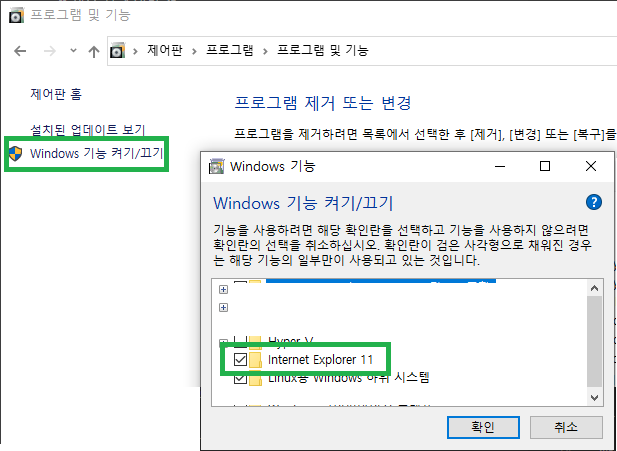 프로그램 및 기능
제어판 > 프로그램 > 프로그램 및 기능
제어판 홈
설치된 업데이트 보기
Windows 기능 켜기/끄기
프로그램 제거 또는 변경
프로그램을 제거하려면 목록에서 선택한 후 [제거], [변경] 또는 [복구]를
Windows 기능
Windows 기능 켜기/끄기
기능을 사용하려면 해당 확인란을 선택하고 기능을 사용하지 않으려면
확인란의 선택을 취소하십시오. 확인란이 검은 사각형으로 채워진 경우
는 해당 기능의 일부만이 사용되고 있는 것입니다.
Hyper-V
Internet Explorer 11
Linux용 Windows 하위 시스템
확인
취소